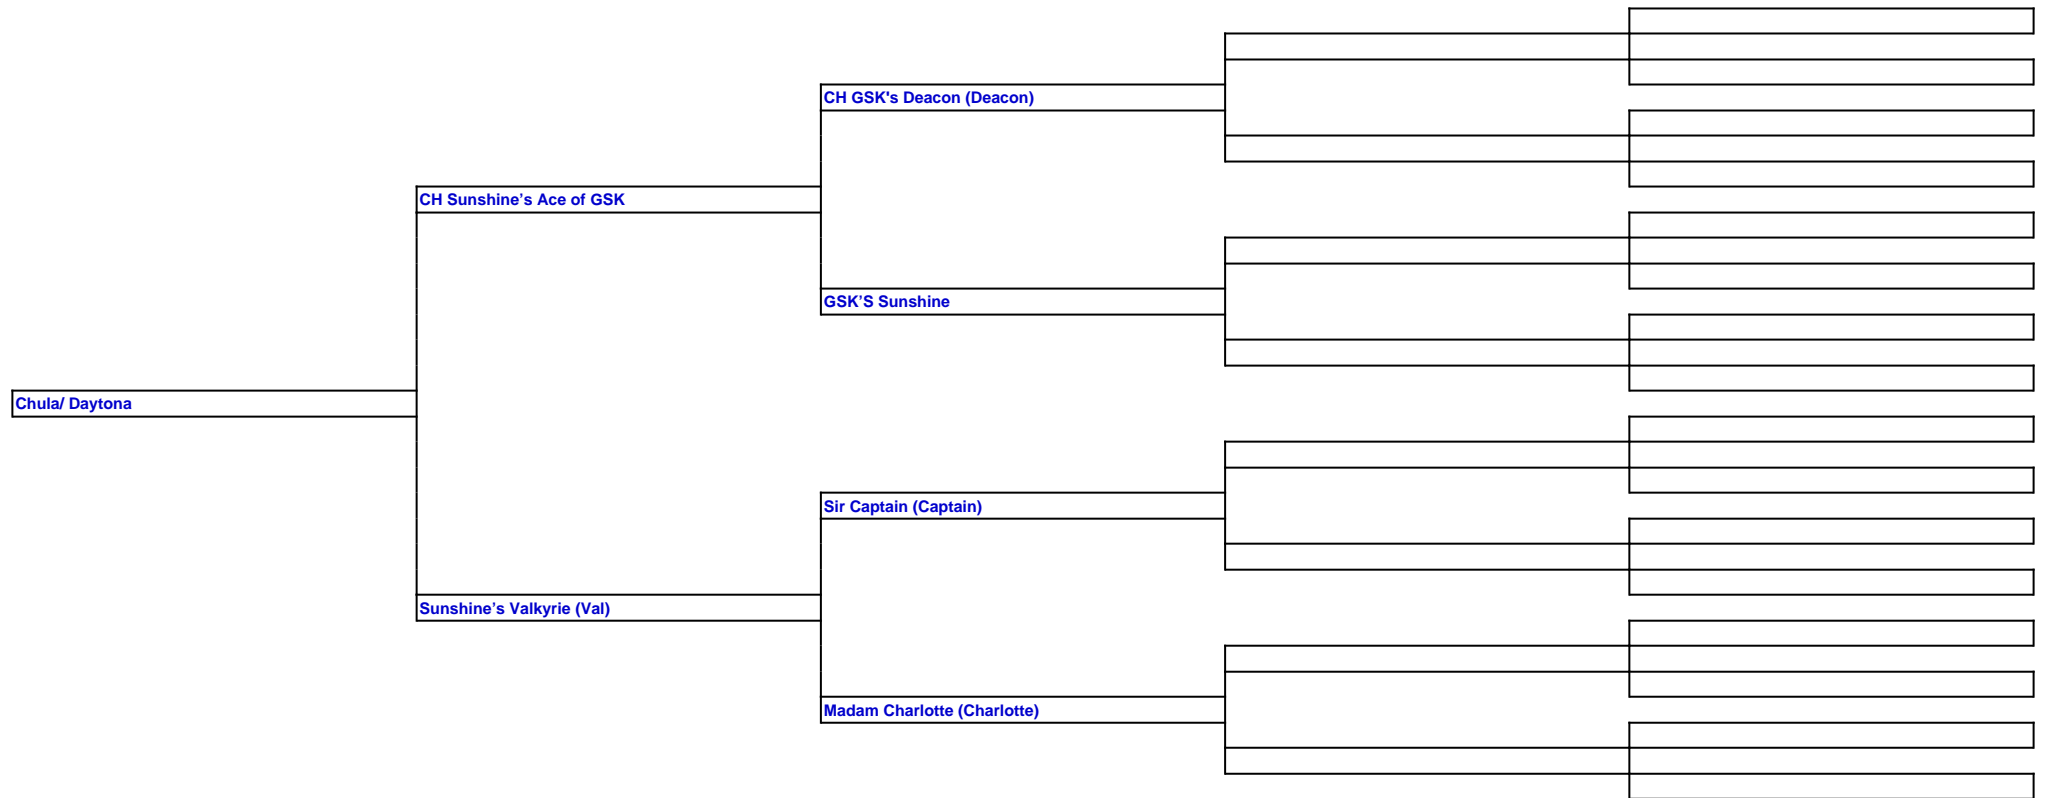 CH GSK's Deacon (Deacon)
CH Sunshine’s Ace of GSK
GSK’S Sunshine
Chula/ Daytona
Sir Captain (Captain)
Sunshine’s Valkyrie (Val)
Madam Charlotte (Charlotte)